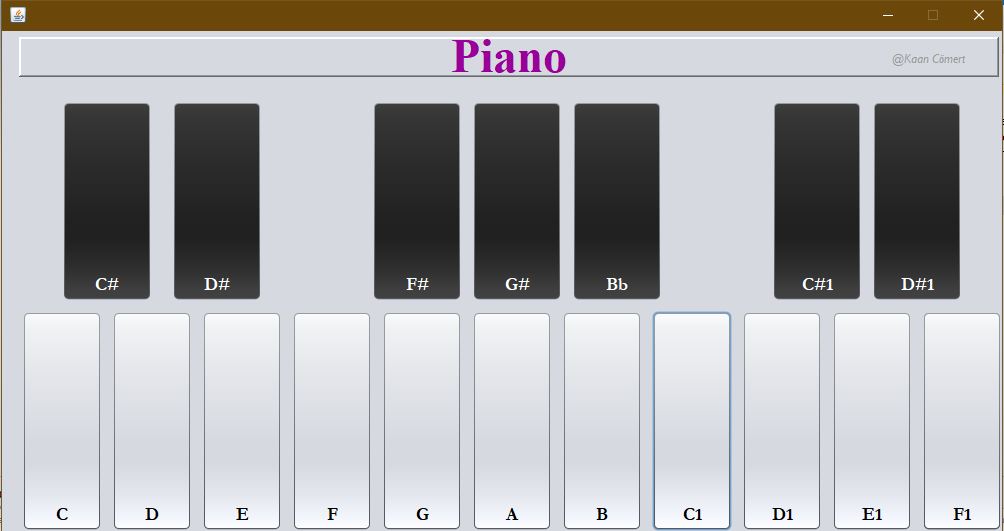 Piano
@Kaan Cömert
C# D# F# G# Bb C#1 D#1
C D E F G A B C1 D1 E1 F1